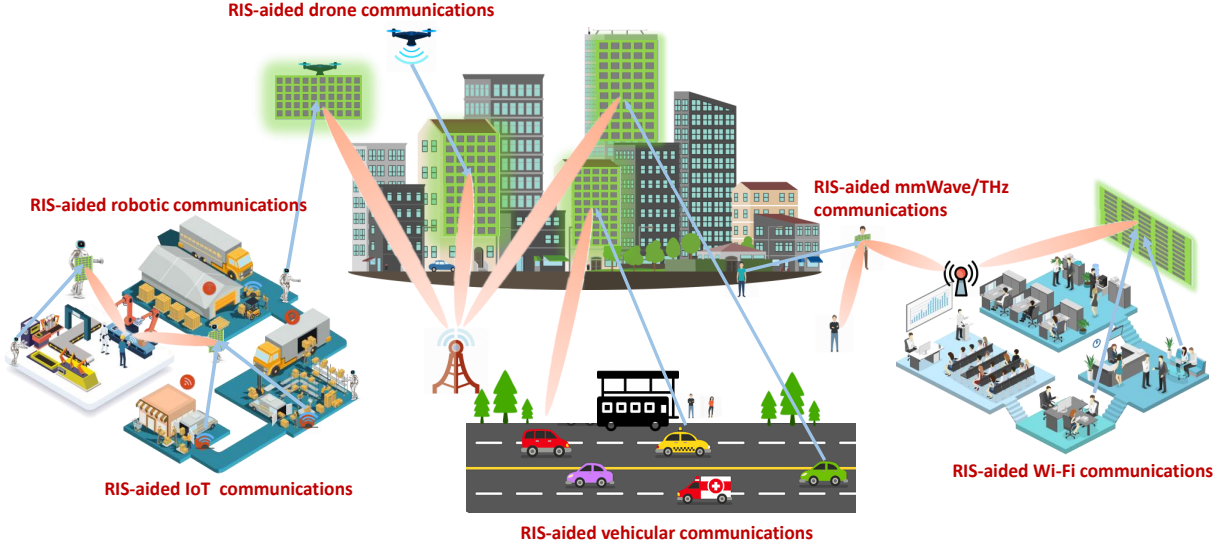 RIS-aided drone communications
RIS-aided robotic communications
RIS-aided mmWave/THz
communications
RIS-aided IoT  communications
RIS-aided Wi-Fi communications
RIS-aided vehicular communications